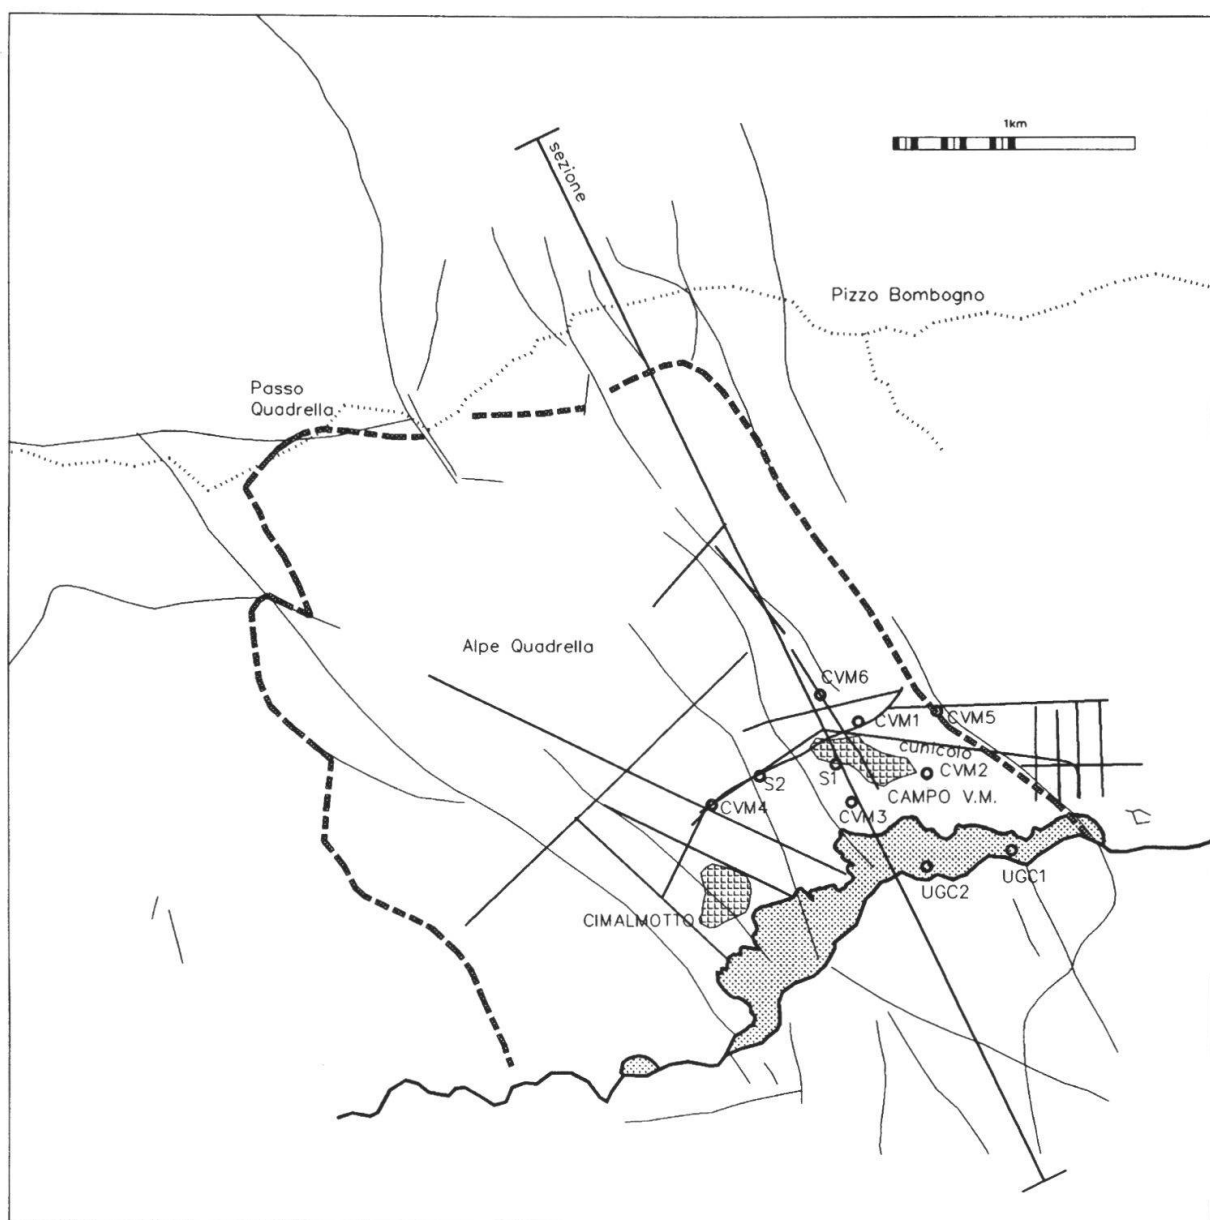 1km
sezione
Pizzo Bombogno
Passo
Quadrella
Alpe Quadrella
CVM6
CVM1
CVM5
cunicolo
S1
CVM2
S2
CAMPO V.M.
CVM4
CVM3
UGC2
UGC1
CIMALMOTTO